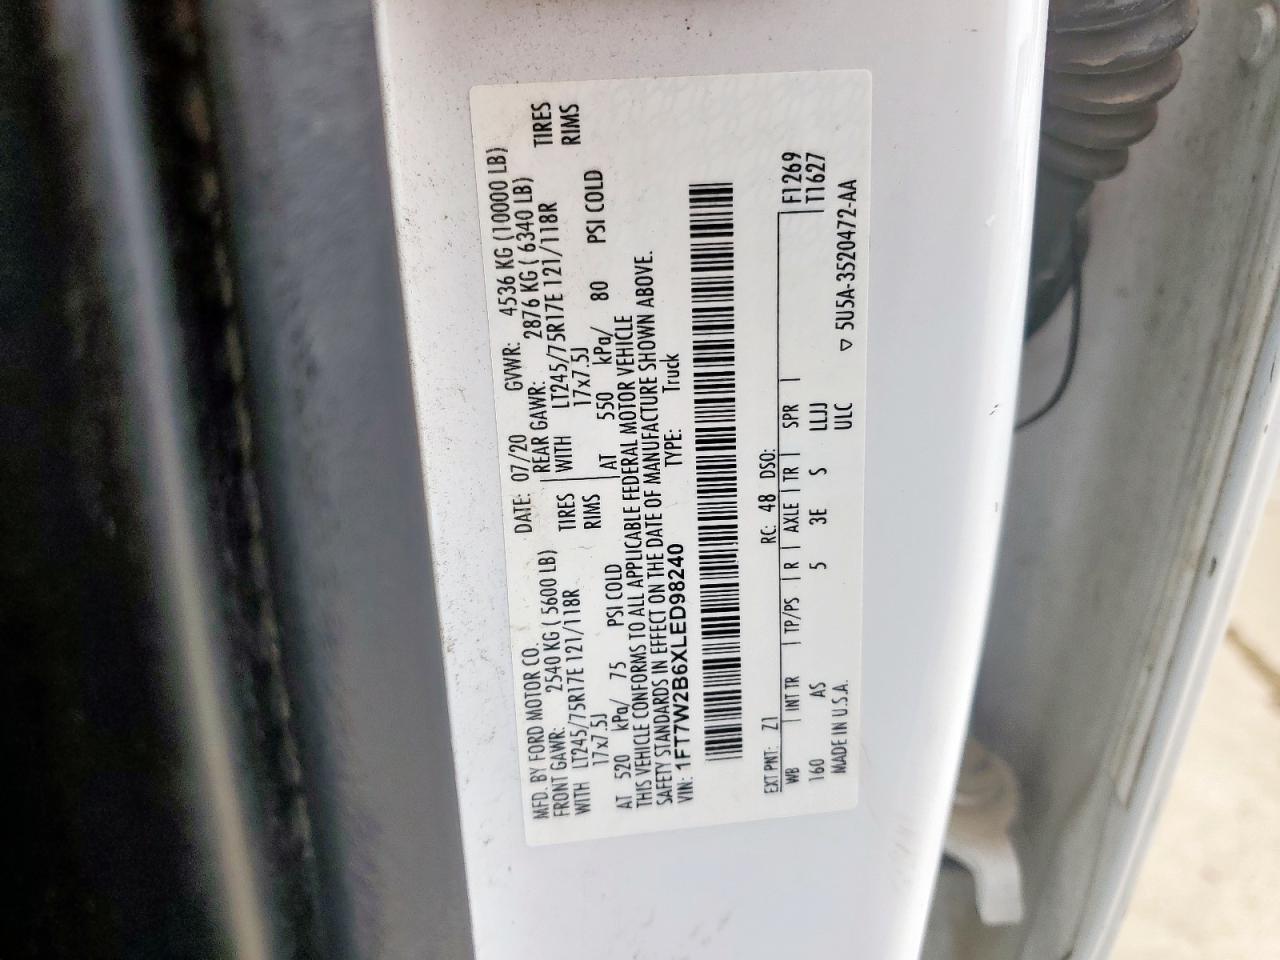 MFD. BY FORD MOTOR CO.
DATE: 07/20 GVWR: 4536 KG (10000 LB)
FRONT GAWR: 2540 KG ( 5600 LB) REAR GAWR: 2876 KG ( 6340 LB)
WITH LT245/75R17E 121/118R TIRES WITH LT245/75R17E 121/118R TIRES
17x7.5J RIMS 17x7.5J RIMS
AT 520 kPa/ 75 PSI COLD AT 550 kPa/ 80 PSI COLD
THIS VEHICLE CONFORMS TO ALL APPLICABLE FEDERAL MOTOR VEHICLE
SAFETY STANDARDS IN EFFECT ON THE DATE OF MANUFACTURE SHOWN ABOVE.
VIN: 1FT7W2B6XLED98240 TYPE: Truck
EXT PNT: Z1 RC: 48 DSO:
WB INT TR TP/PS R AXLE TR SPR F1269
160 AS 5 3E S LLJJ T1627
MADE IN U.S.A. ULC
▽ 5U5A-3520472-AA